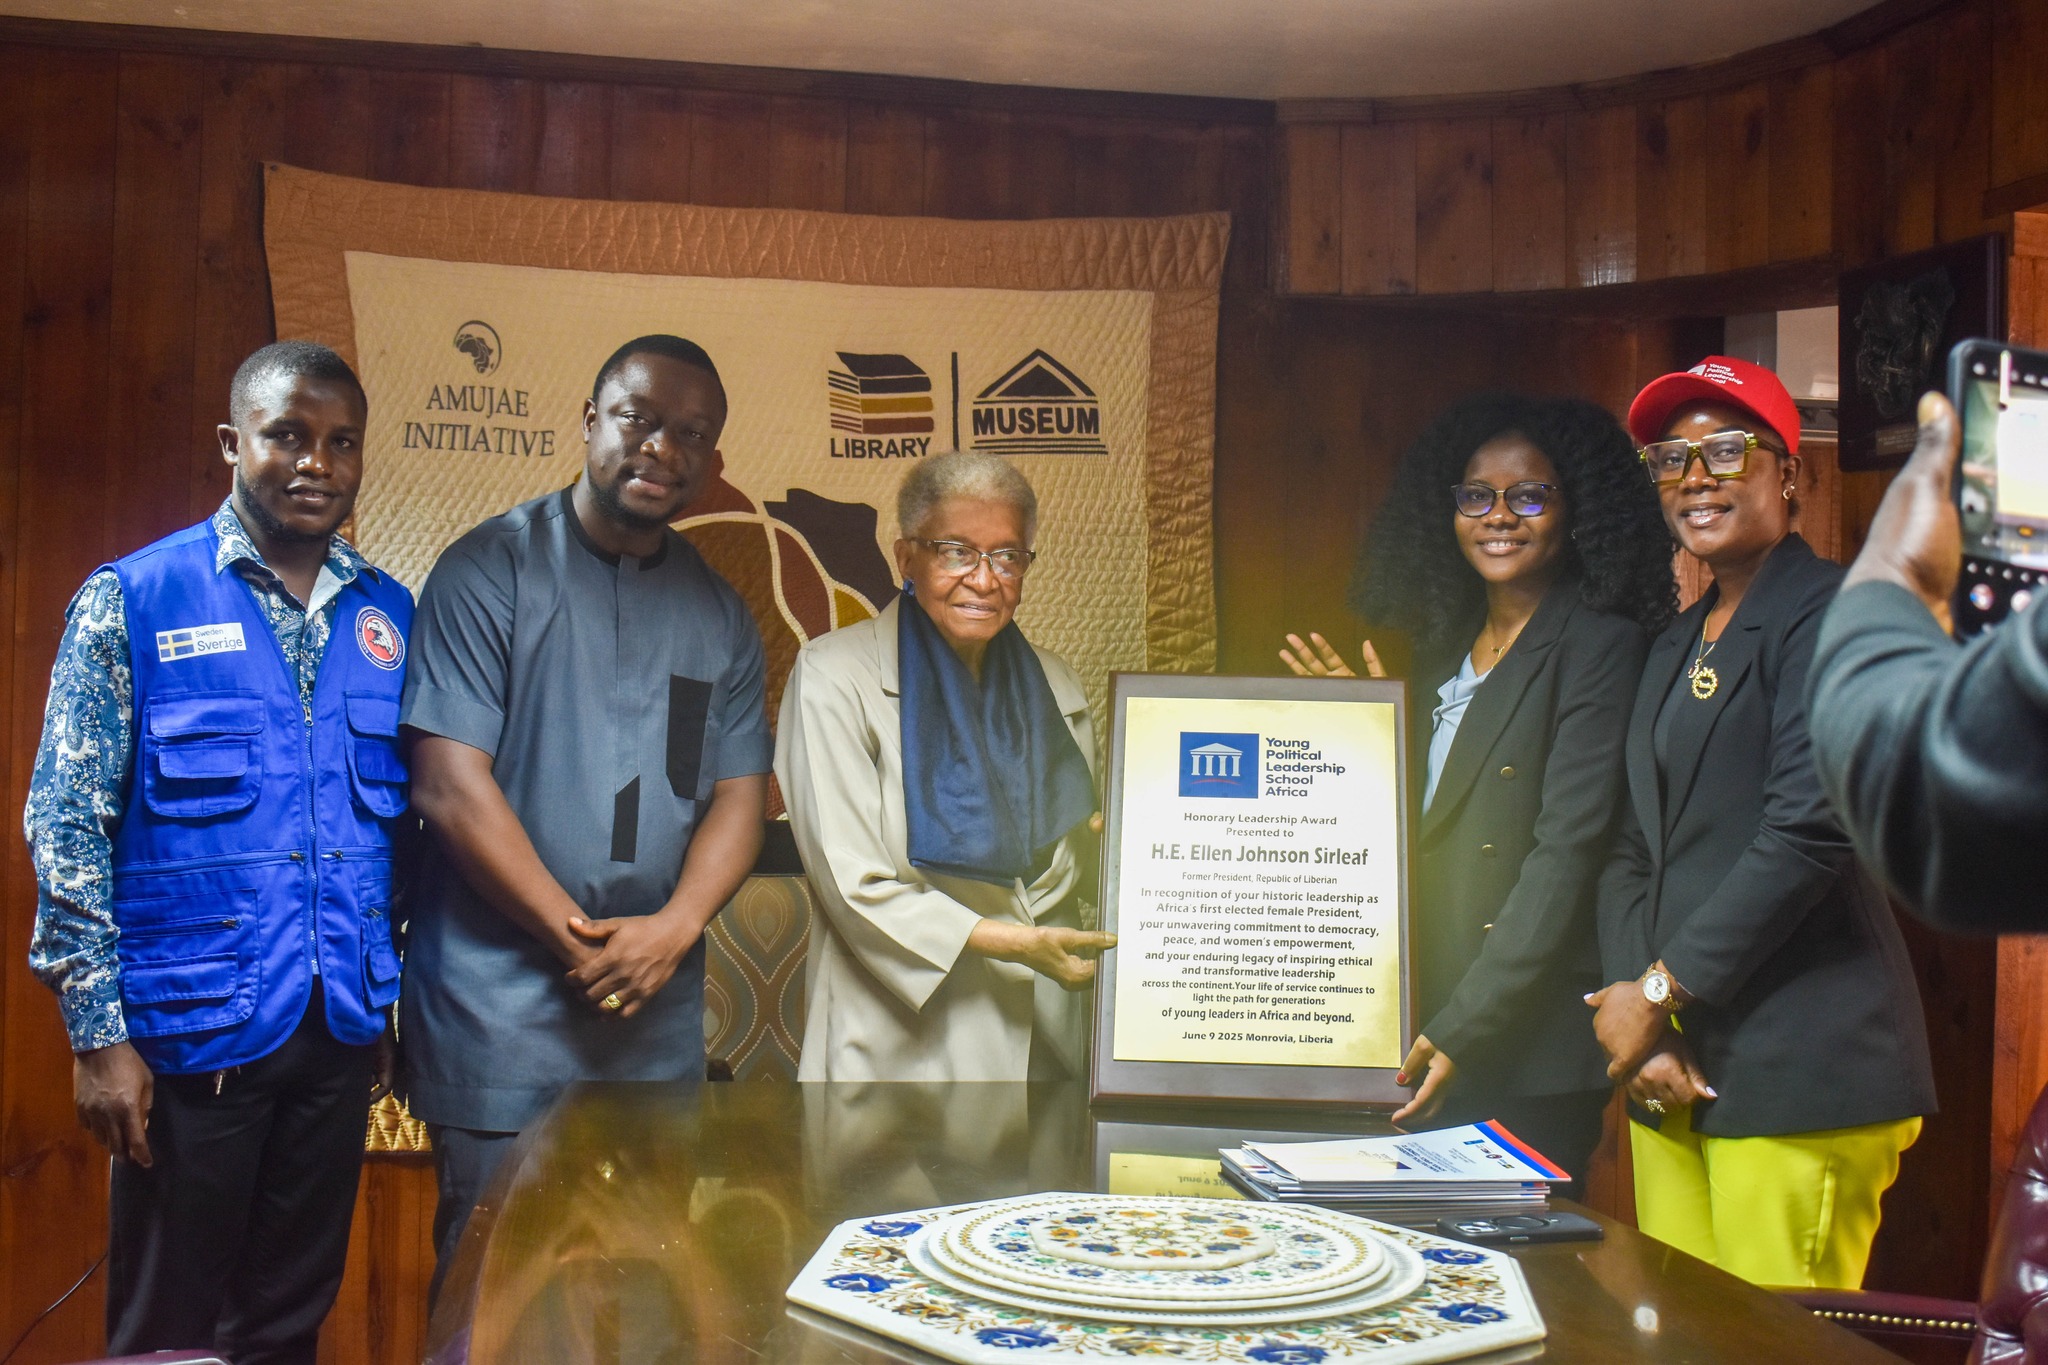 AMUJAE
INITIATIVE
LIBRARY
MUSEUM
Sweden
Sverige
Young
Political
Leadership
Young
Political
Leadership
School
Africa
Honorary Leadership Award
Presented to
H.E. Ellen Johnson Sirleaf
Former President, Republic of Liberian
In recognition of your historic leadership as
Africa's first elected female President,
your unwavering commitment to democracy,
peace, and women's empowerment,
and your enduring legacy of inspiring ethical
and transformative leadership
across the continent.Your life of service continues to
light the path for generations
of young leaders in Africa and beyond.
June 9 2025 Monrovia, Liberia